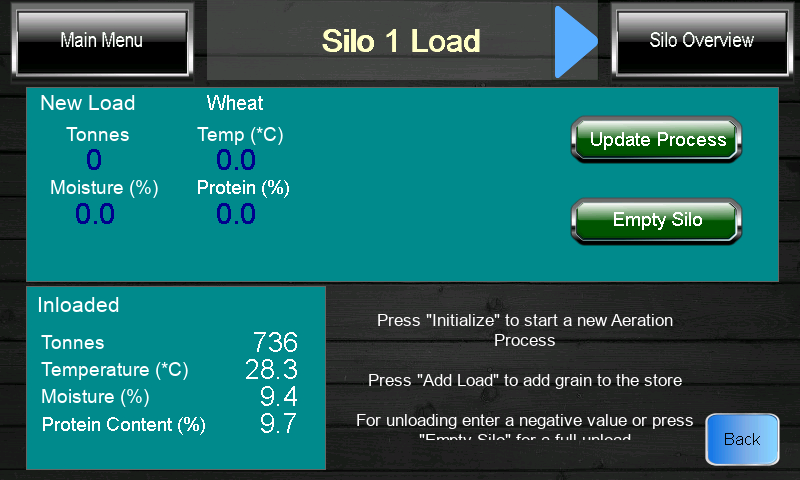 Main Menu
Silo 1 Load
Silo Overview
New Load
Wheat
Tonnes
Temp (*C)
0
0.0
Moisture (%)
Protein (%)
0.0
0.0
Update Process
Empty Silo
Inloaded
Tonnes 736
Temperature (*C) 28.3
Moisture (%) 9.4
Protein Content (%) 9.7
Press "Initialize" to start a new Aeration
Process
Press "Add Load" to add grain to the store
For unloading enter a negative value or press
"Empty Silo" for a full unload
Back